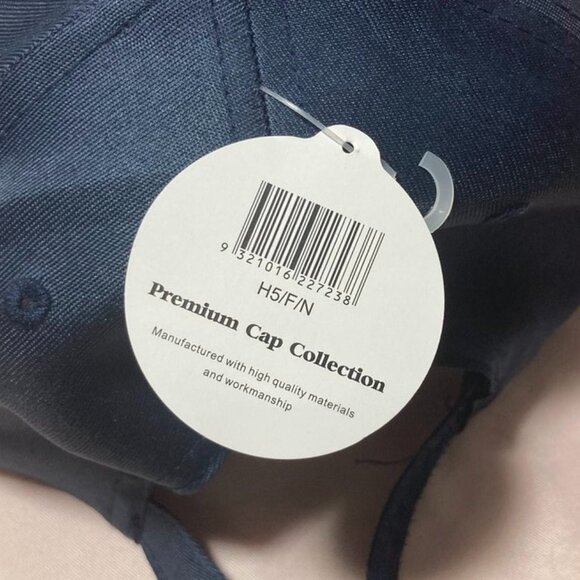 9 321016 227238
H5/F/N
Premium Cap Collection
Manufactured with high quality materials
and workmanship